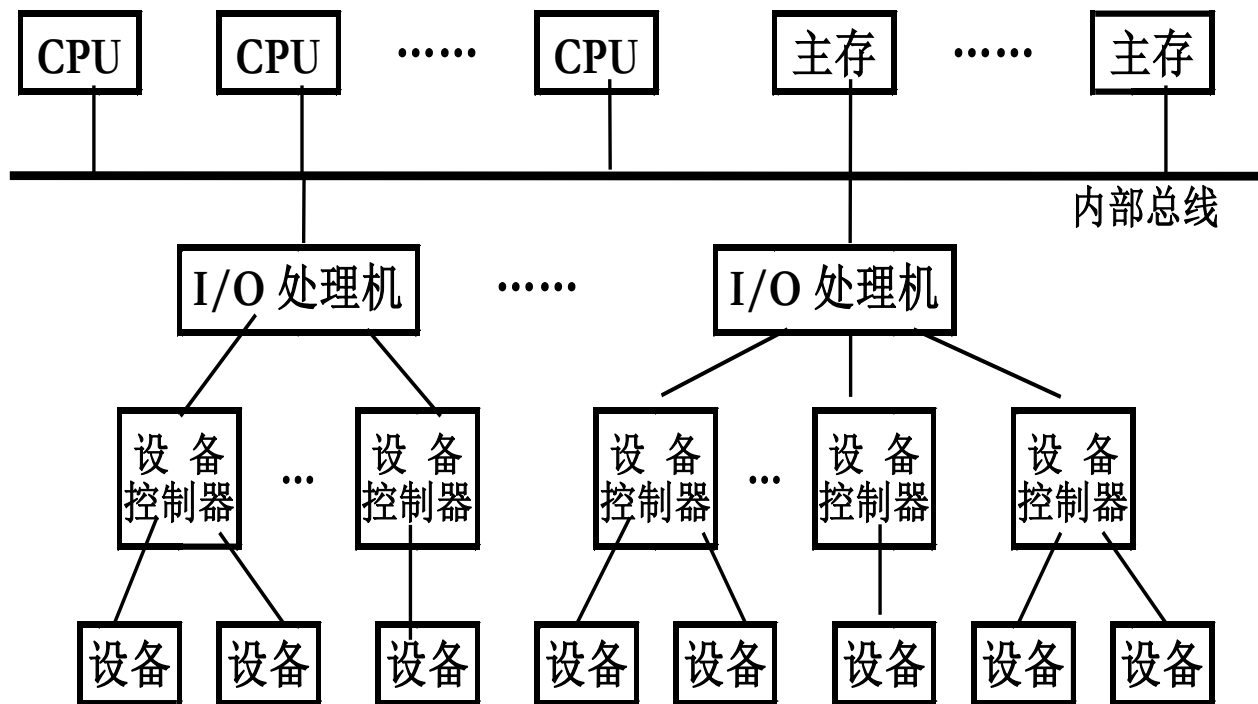 CPU CPU …… CPU 主存 …… 主存
内部总线
I/O 处理机 …… I/O 处理机
设 备 设 备 设 备 设 备 设 备
控制器 … 控制器 控制器 … 控制器 控制器
设备 设备 设备 设备 设备 设备 设备 设备